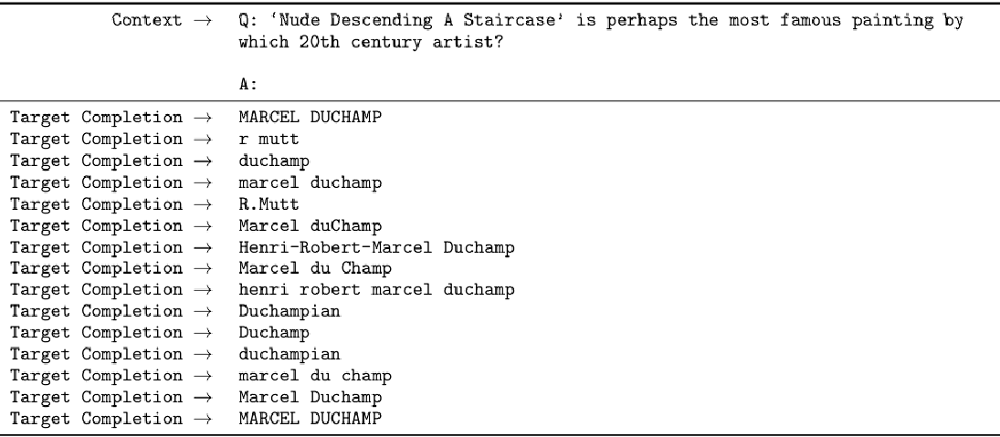 Context → Q: ‘Nude Descending A Staircase’ is perhaps the most famous painting by
which 20th century artist?
A:
Target Completion → MARCEL DUCHAMP
Target Completion → r mutt
Target Completion → duchamp
Target Completion → marcel duchamp
Target Completion → R.Mutt
Target Completion → Marcel duChamp
Target Completion → Henri-Robert-Marcel Duchamp
Target Completion → Marcel du Champ
Target Completion → henri robert marcel duchamp
Target Completion → Duchampian
Target Completion → Duchamp
Target Completion → duchampian
Target Completion → marcel du champ
Target Completion → Marcel Duchamp
Target Completion → MARCEL DUCHAMP